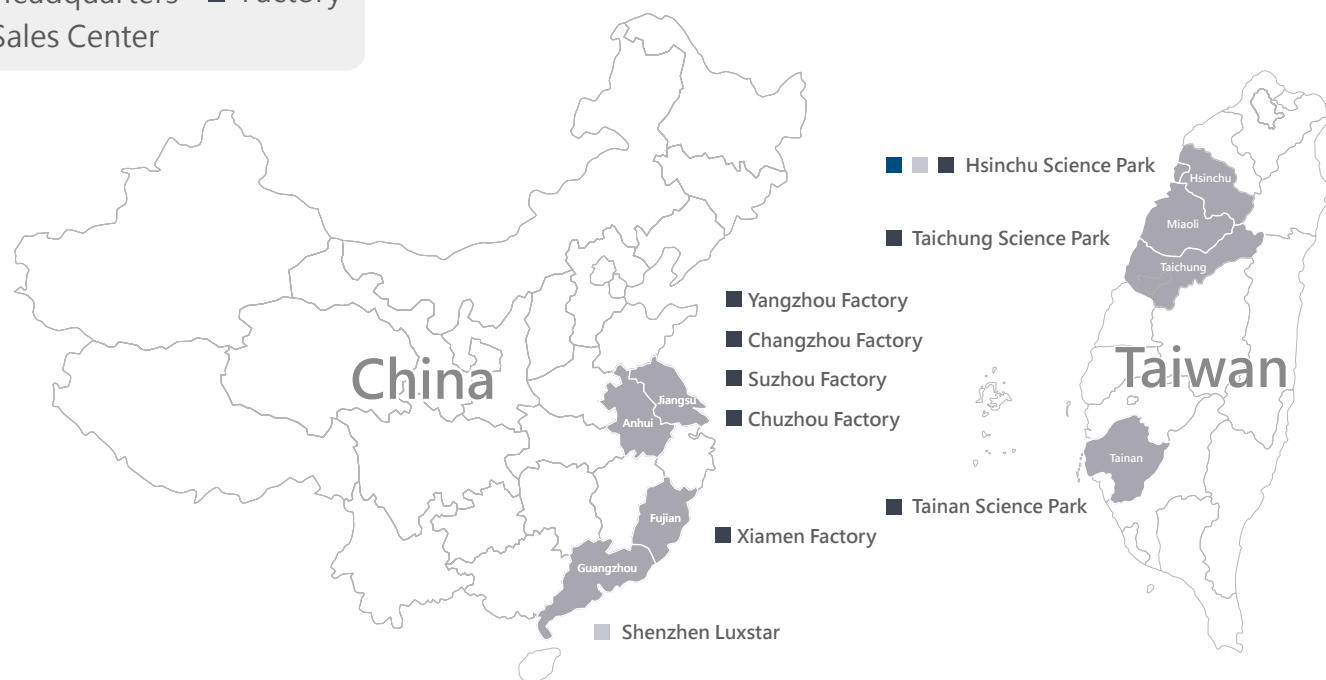 Factory
Sales Center
China
Taiwan
Hsinchu Science Park
Taichung Science Park
Yangzhou Factory
Changzhou Factory
Suzhou Factory
Chuzhou Factory
Xiamen Factory
Shenzhen Luxstar
Tainan Science Park
Jiangsu
Anhui
Fujian
Guangzhou
Hsinchu
Miaoli
Taichung
Tainan